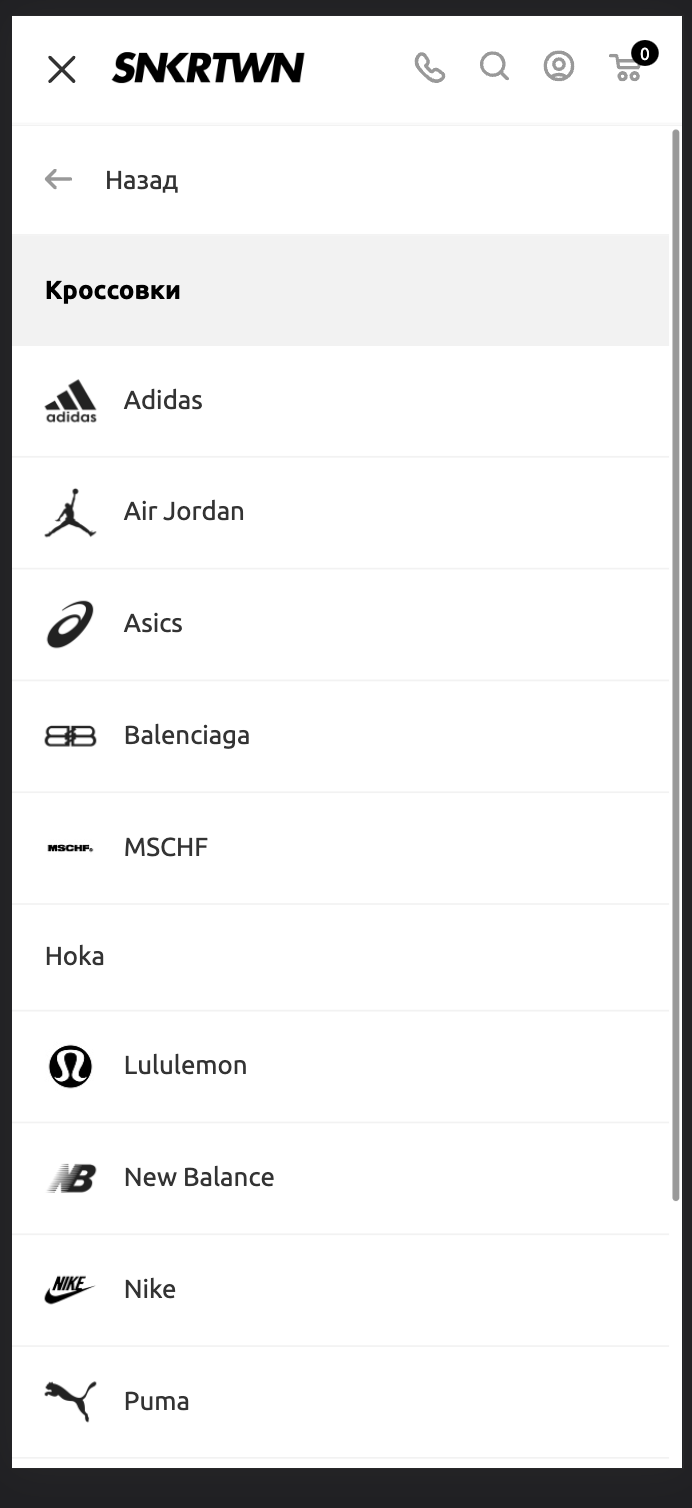 SNKRTWN
0
Назад
Кроссовки
adidas
Adidas
Air Jordan
Asics
Balenciaga
MSCHF.
MSCHF
Hoka
Lululemon
NB
New Balance
NIKE
Nike
Puma